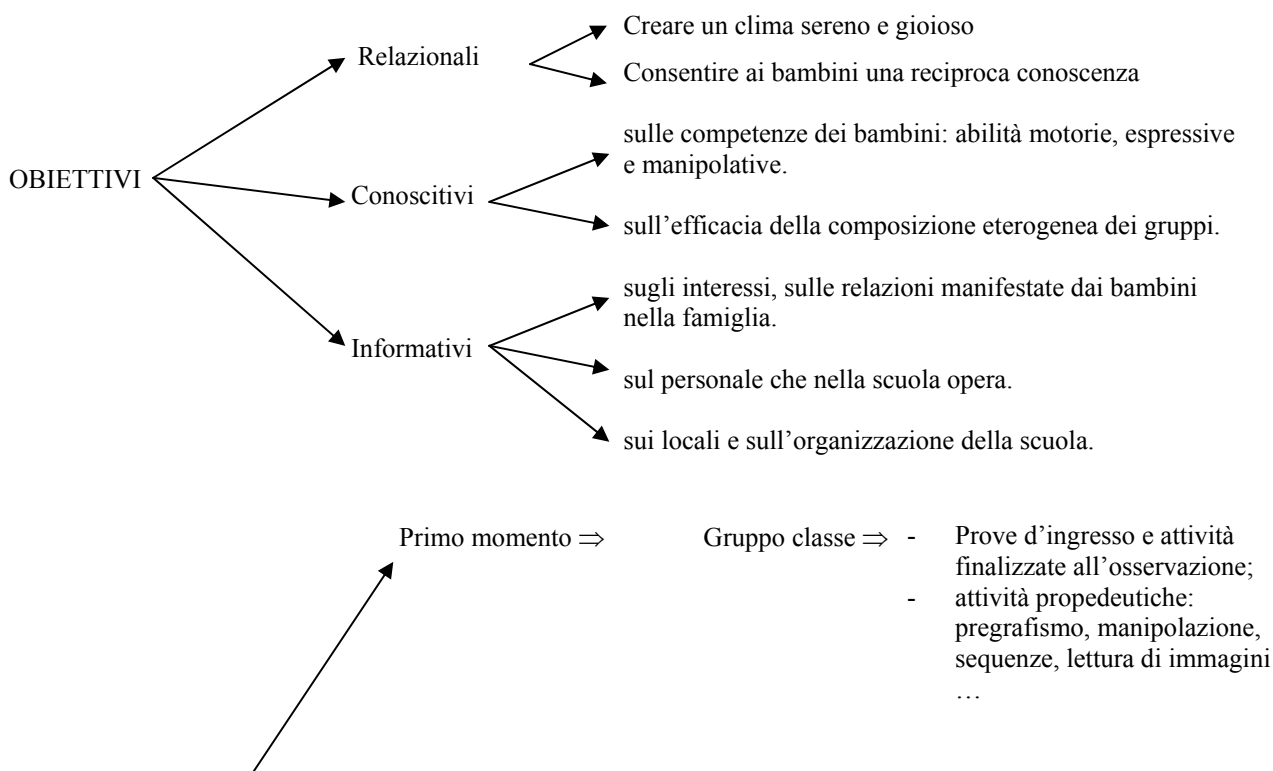 Creare un clima sereno e gioioso
Relazionali
Consentire ai bambini una reciproca conoscenza
sulle competenze dei bambini: abilità motorie, espressive
e manipolative.
OBIETTIVI
Conoscitivi
sull’efficacia della composizione eterogenea dei gruppi.
sugli interessi, sulle relazioni manifestate dai bambini
nella famiglia.
Informativi
sul personale che nella scuola opera.
sui locali e sull’organizzazione della scuola.
Primo momento ⇒ Gruppo classe ⇒ - Prove d’ingresso e attività
finalizzate all’osservazione;
- attività propedeutiche:
pregrafismo, manipolazione,
sequenze, lettura di immagini
…